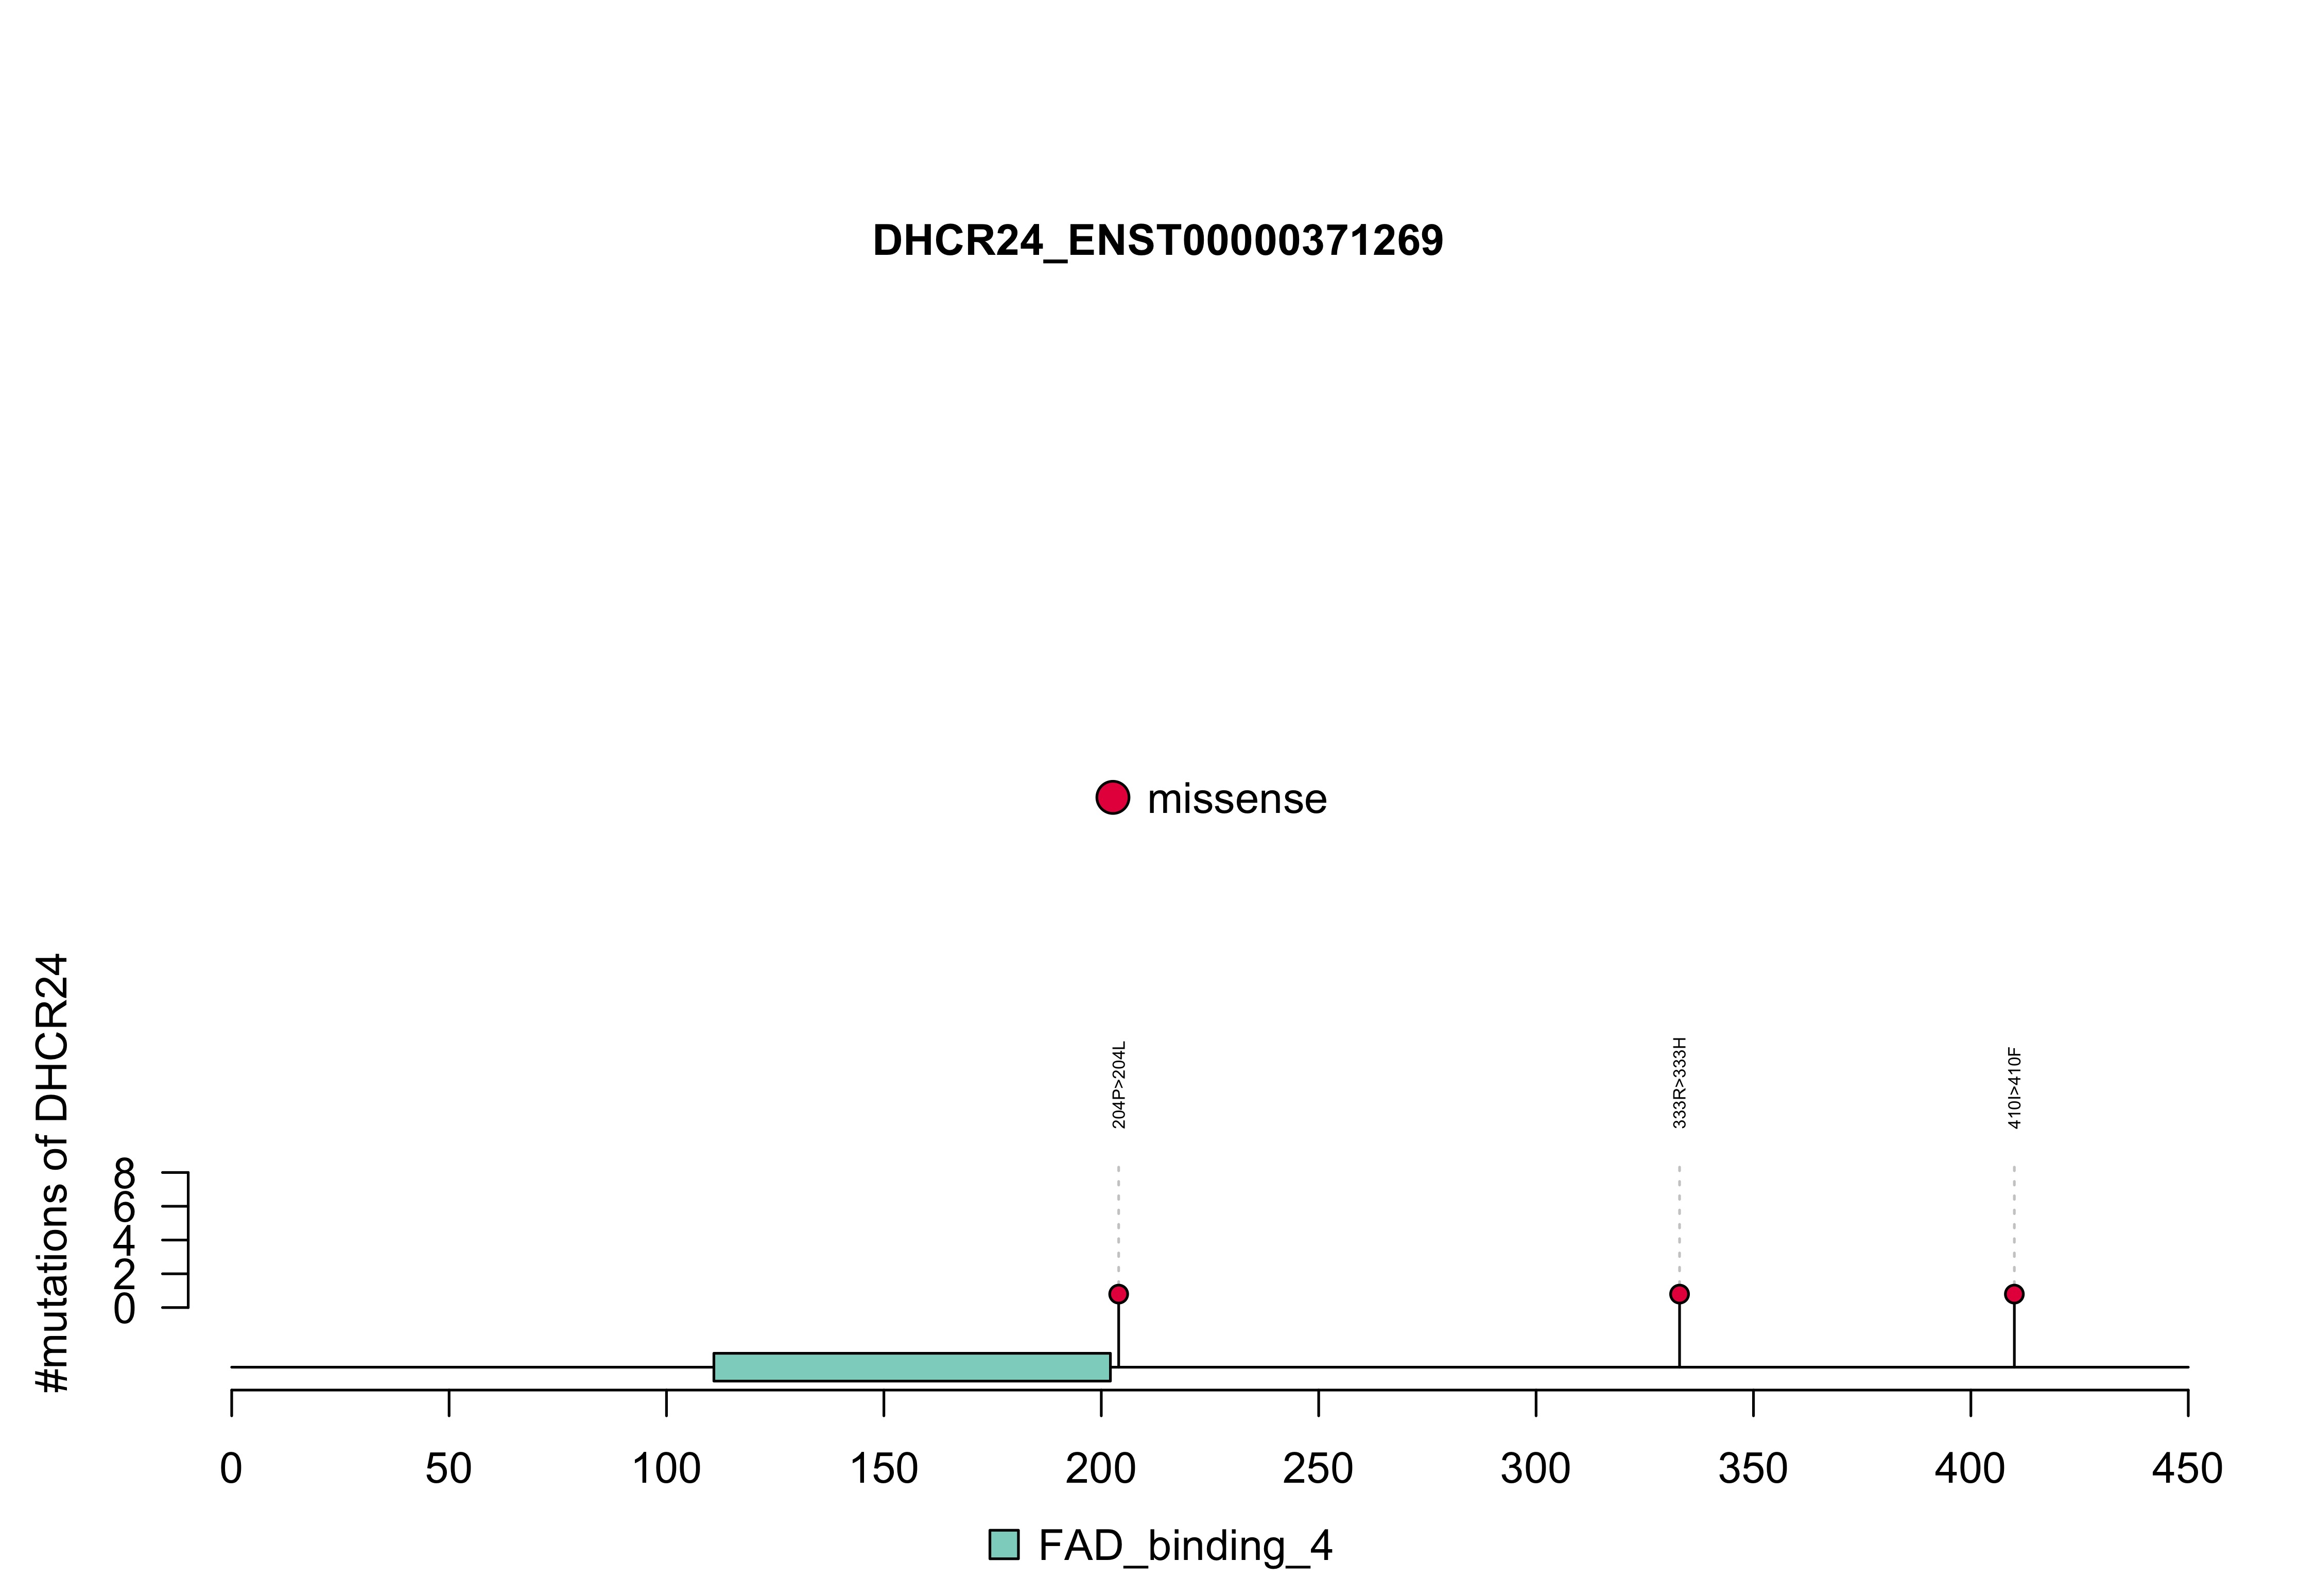 DHCR24_ENST00000371269
missense
#mutations of DHCR24
204P>204L
333R>333H
410I>410F
8
6
4
2
0
0 50 100 150 200 250 300 350 400 450
FAD_binding_4